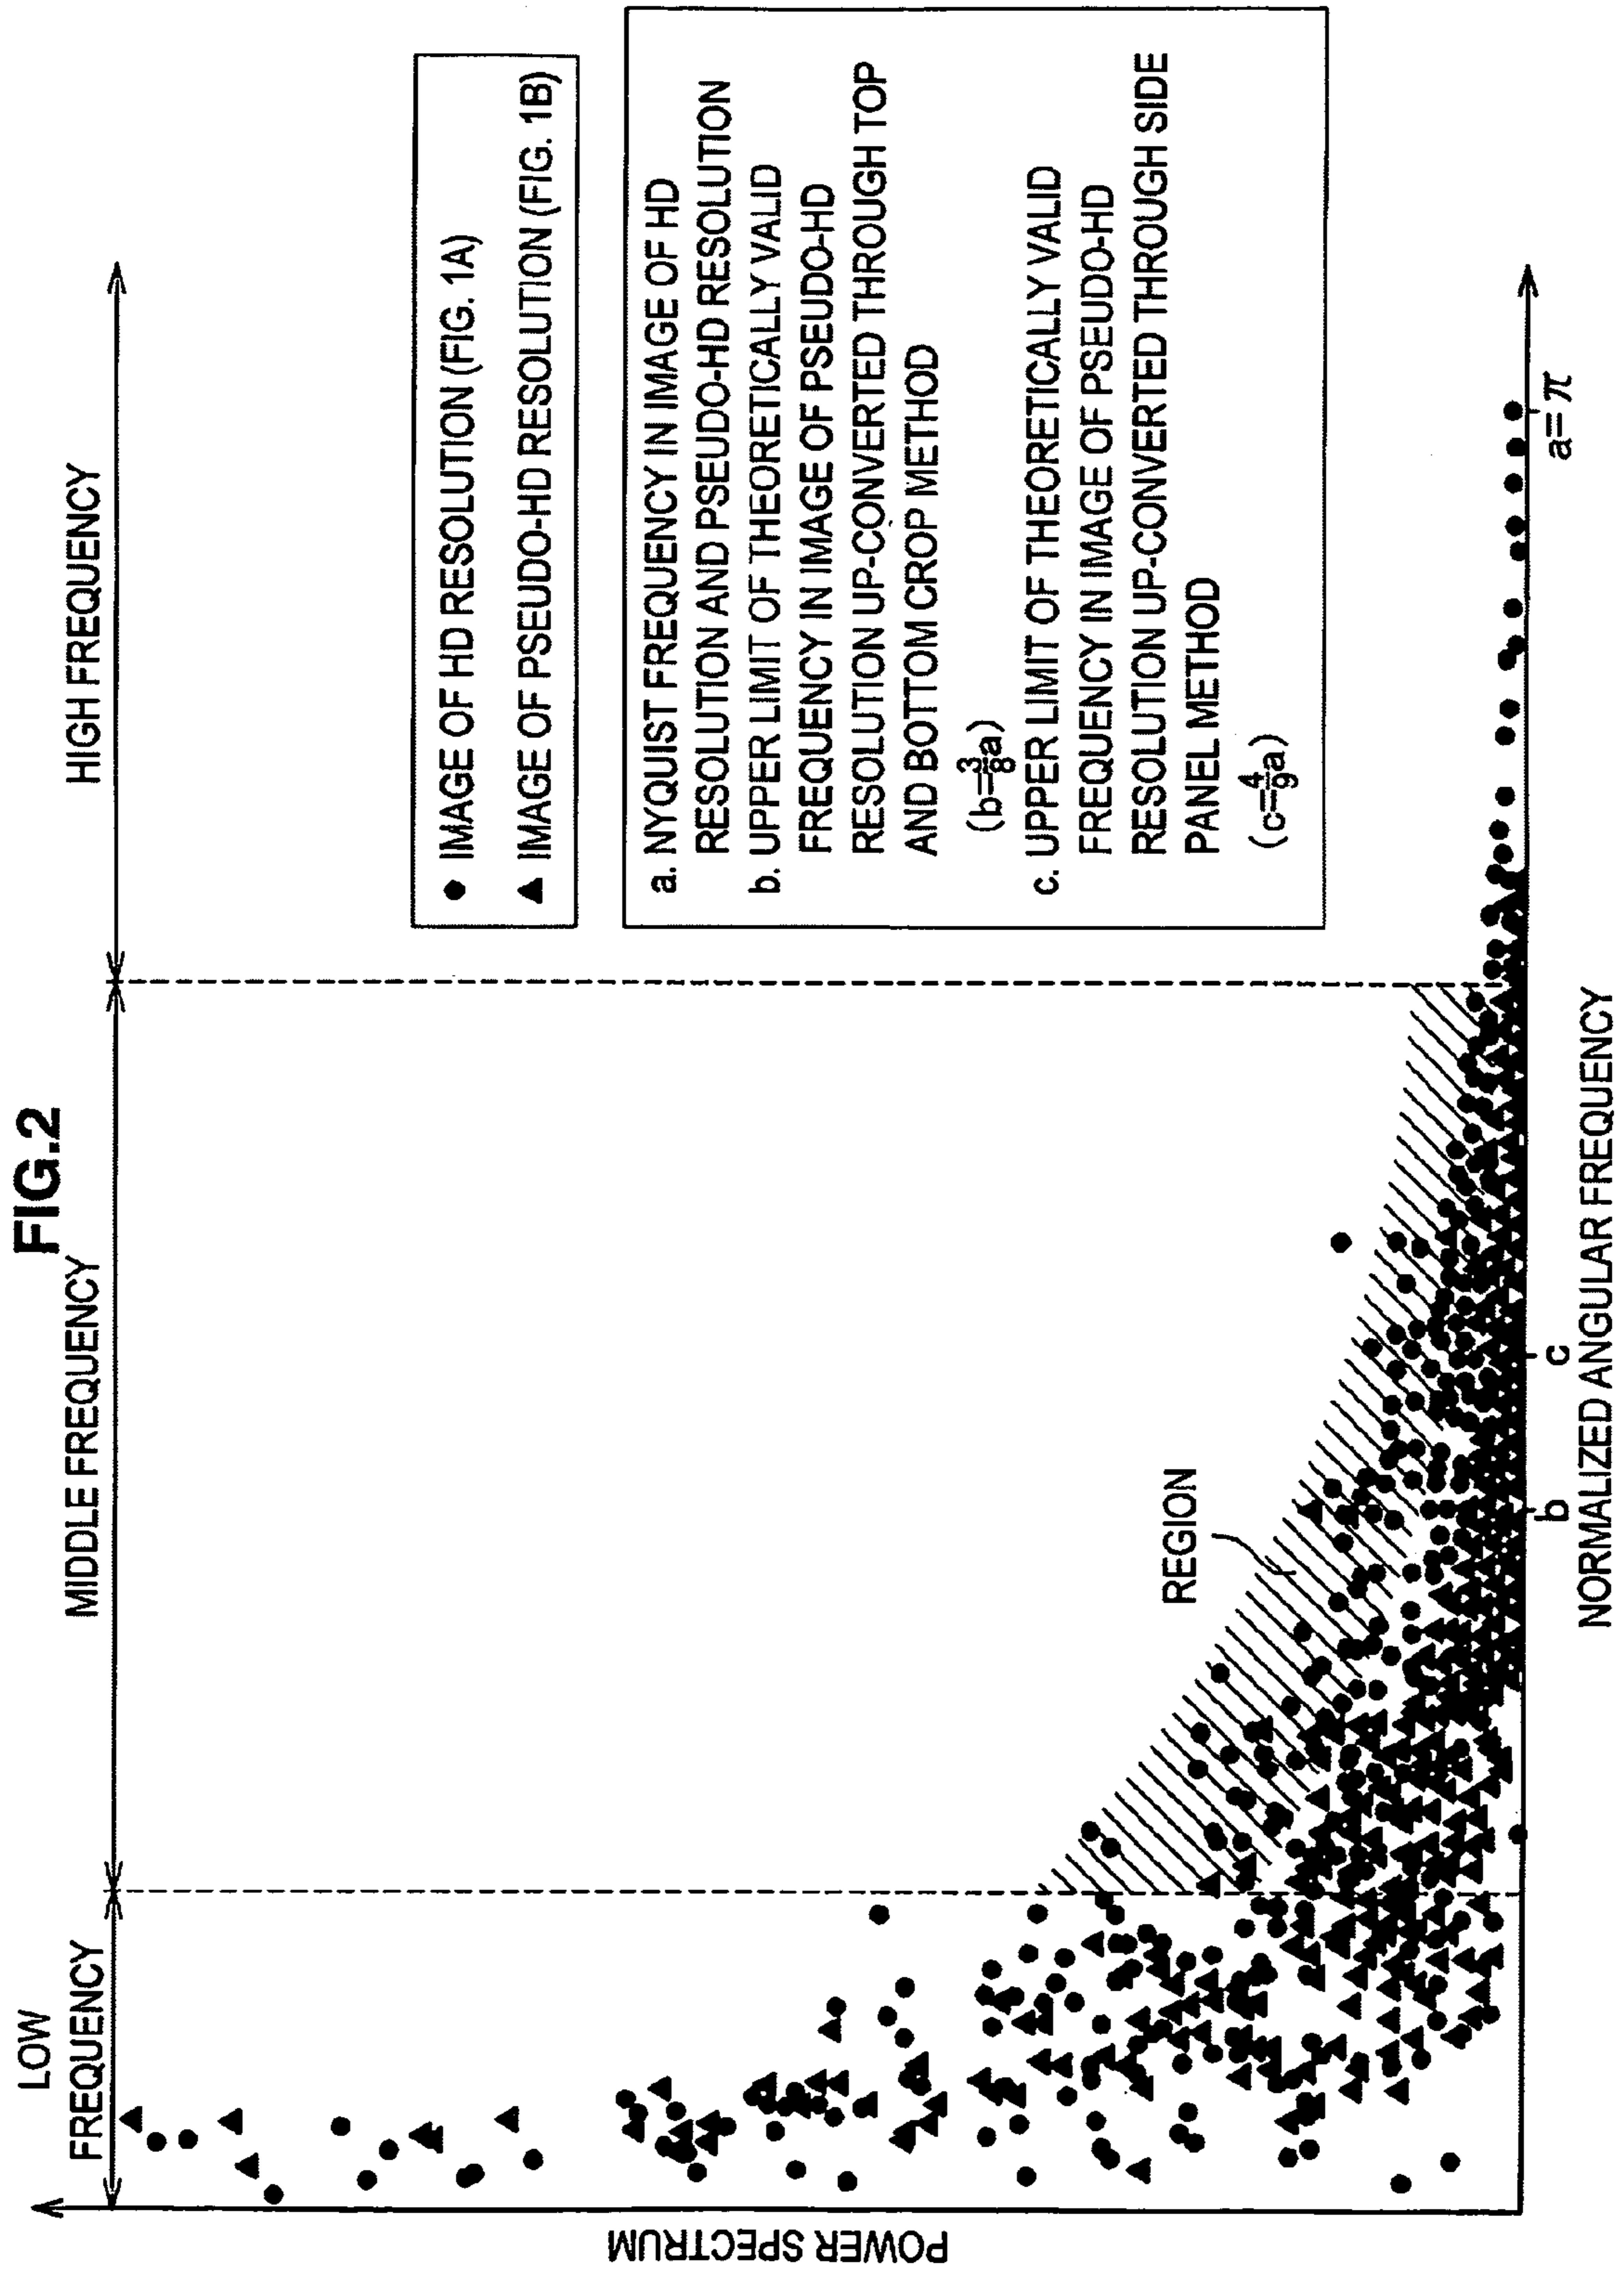 FIG.2
LOW
FREQUENCY
MIDDLE FREQUENCY
HIGH FREQUENCY
● IMAGE OF HD RESOLUTION (FIG. 1A)
▲ IMAGE OF PSEUDO-HD RESOLUTION (FIG. 1B)
a. NYQUIST FREQUENCY IN IMAGE OF HD
RESOLUTION AND PSEUDO-HD RESOLUTION
b. UPPER LIMIT OF THEORETICALLY VALID
FREQUENCY IN IMAGE OF PSEUDO-HD
RESOLUTION UP-CONVERTED THROUGH TOP
AND BOTTOM CROP METHOD
(b=3/8a)
c. UPPER LIMIT OF THEORETICALLY VALID
FREQUENCY IN IMAGE OF PSEUDO-HD
RESOLUTION UP-CONVERTED THROUGH SIDE
PANEL METHOD
(c=4/9a)
REGION
POWER SPECTRUM
b
c
a=π
NORMALIZED ANGULAR FREQUENCY